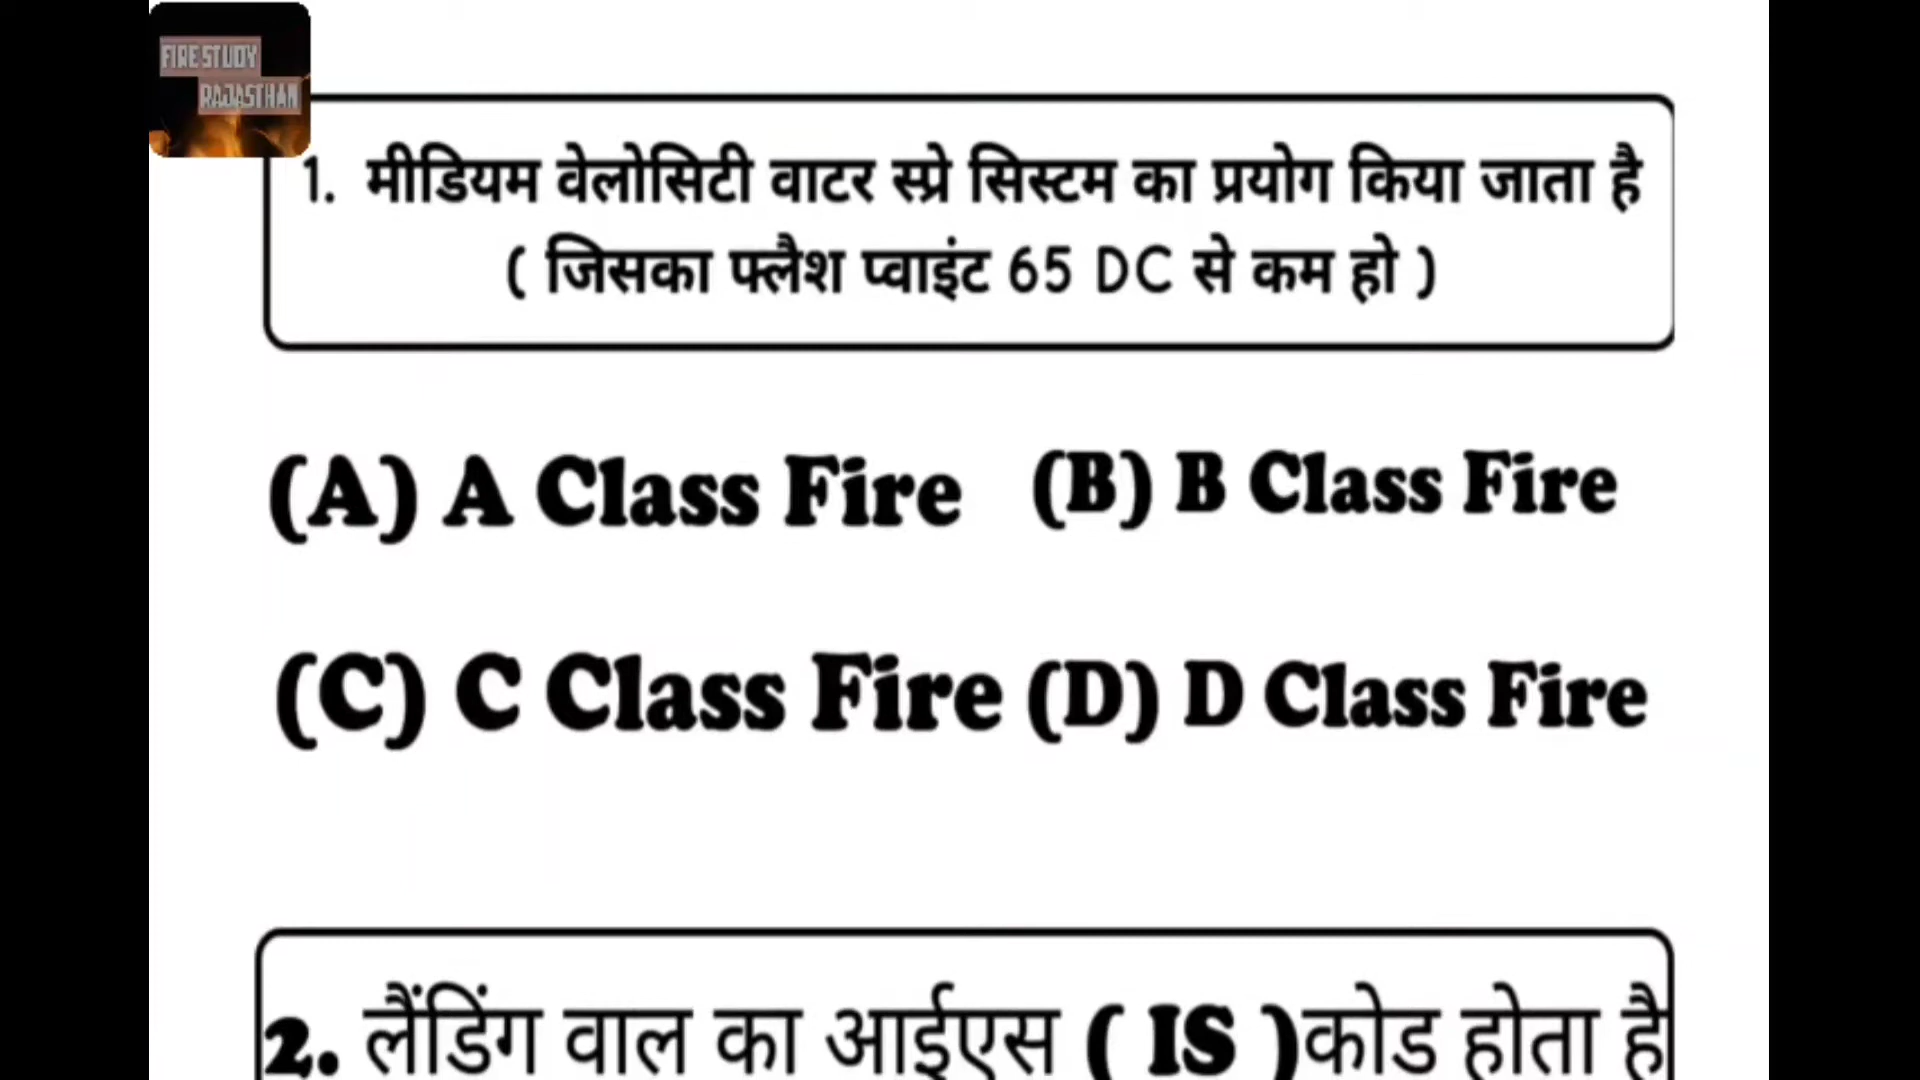 FIRE STUDY
RAJASTHAN
1. मीडियम वेलोसिटी वाटर स्प्रे सिस्टम का प्रयोग किया जाता है
( जिसका फ्लैश प्वाइंट 65 DC से कम हो )
(A) A Class Fire (B) B Class Fire
(C) C Class Fire (D) D Class Fire
2. लैंडिंग वाल का आईएस ( IS )कोड होता है